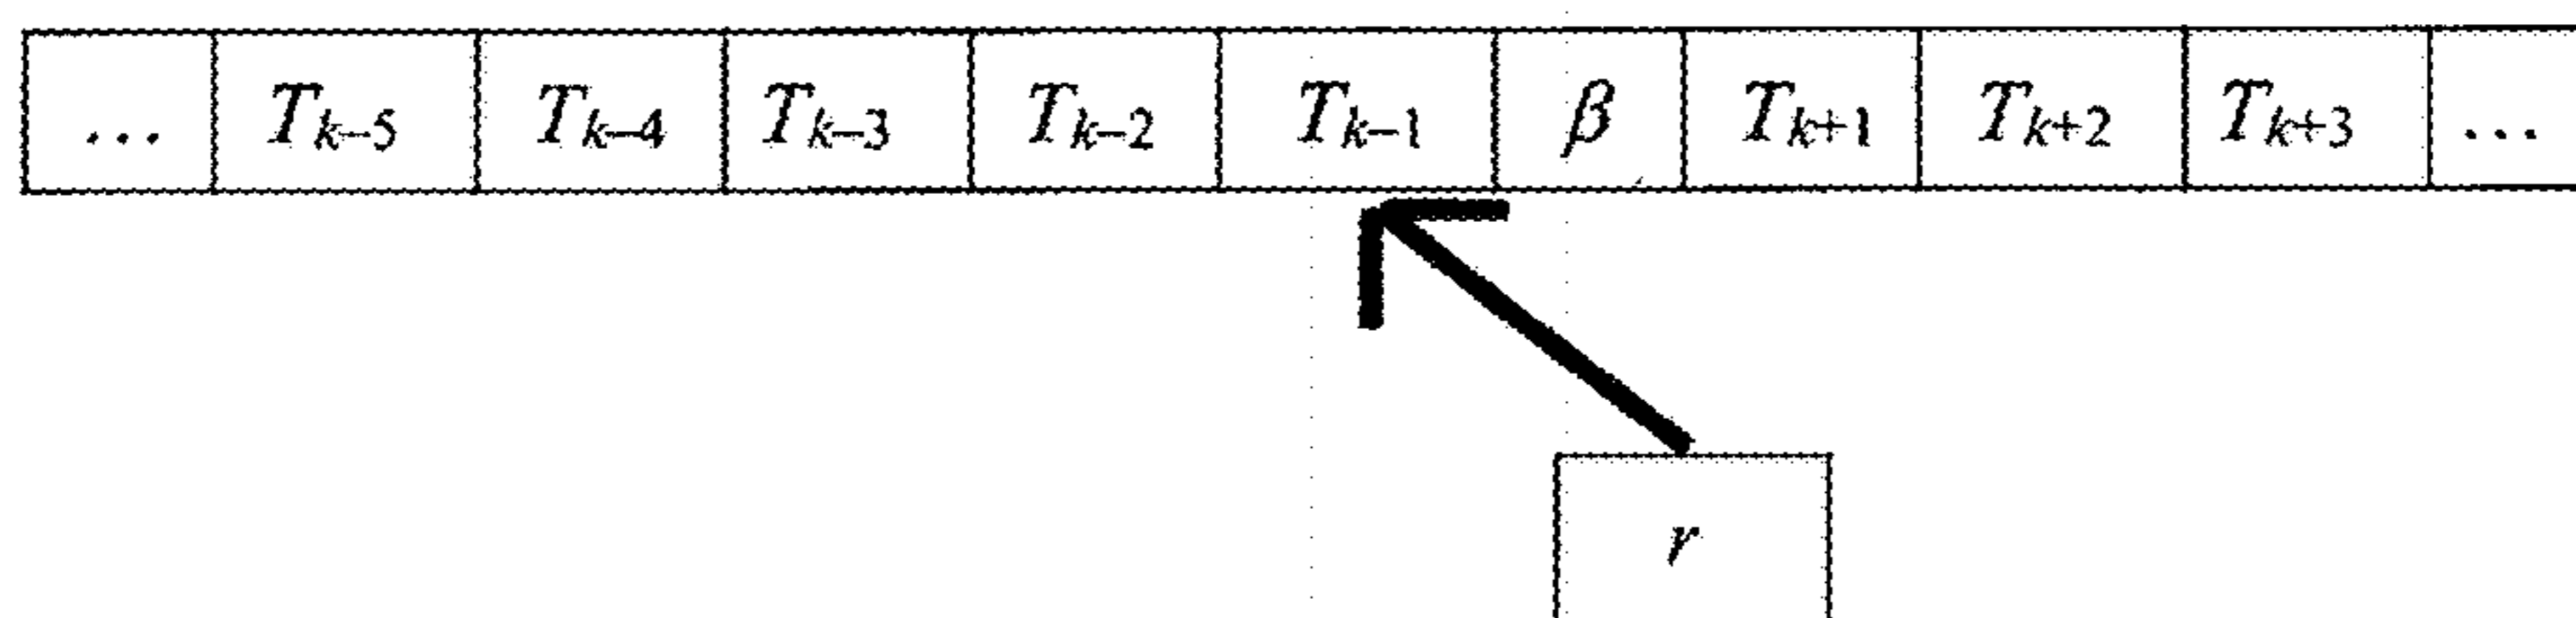 ... T_{k–5} T_{k–4} T_{k–3} T_{k–2} T_{k–1} β T_{k+1} T_{k+2} T_{k+3} ...
r